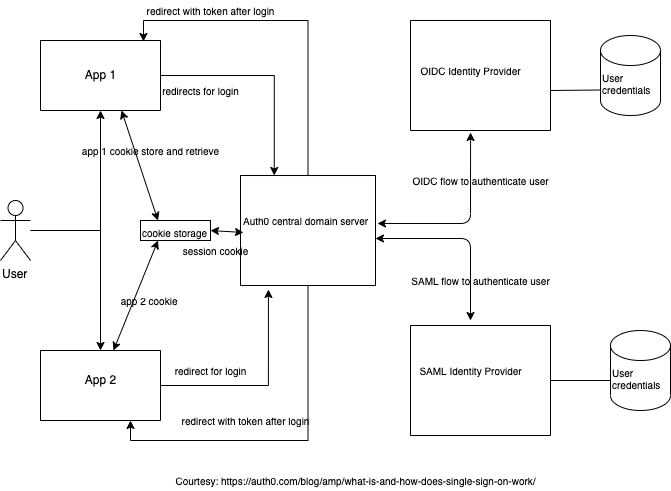 redirect with token after login
App 1
redirects for login
OIDC Identity Provider
User
credentials
app 1 cookie store and retrieve
OIDC flow to authenticate user
Auth0 central domain server
cookie storage
session cookie
User
SAML flow to authenticate user
app 2 cookie
redirect for login
App 2
SAML Identity Provider
User
credentials
redirect with token after login
Courtesy: https://auth0.com/blog/amp/what-is-and-how-does-single-sign-on-work/